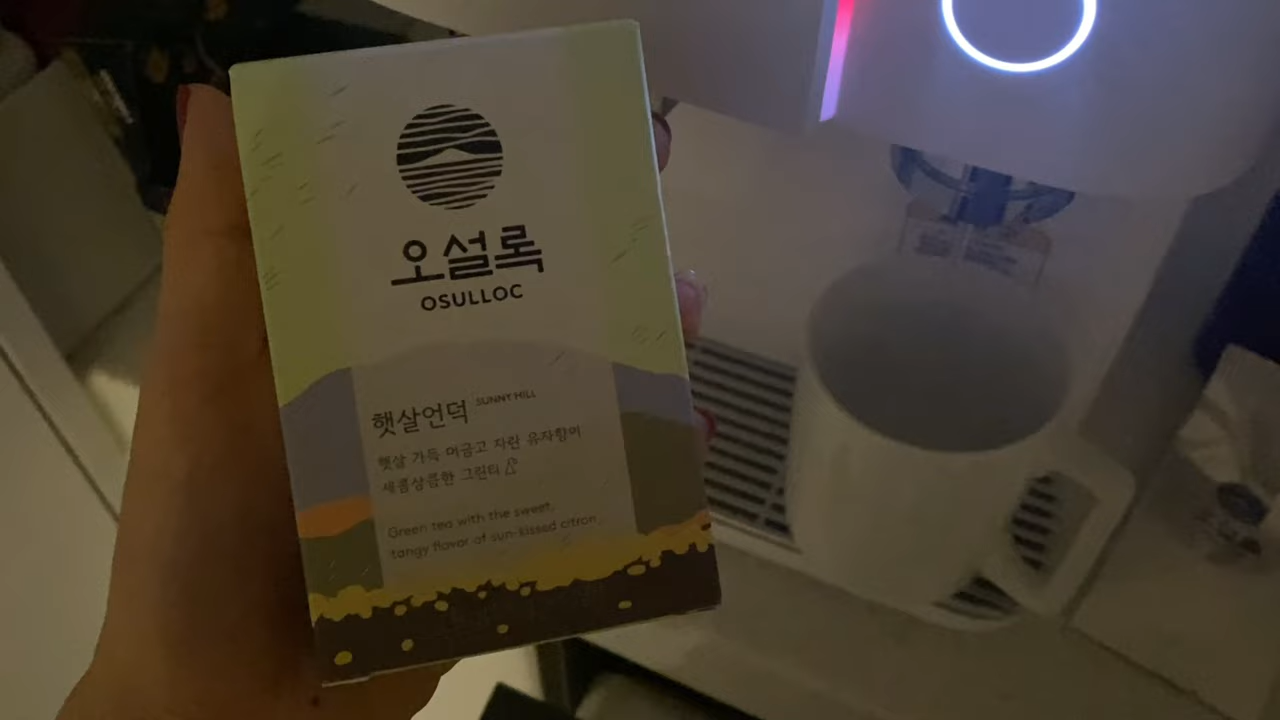 오설록
OSULLOC
햇살언덕 SUNNY HILL
햇살 가득 머금고 자란 유자향이
새콤상큼한 그린티
Green tea with the sweet,
tangy flavor of sun-kissed citron